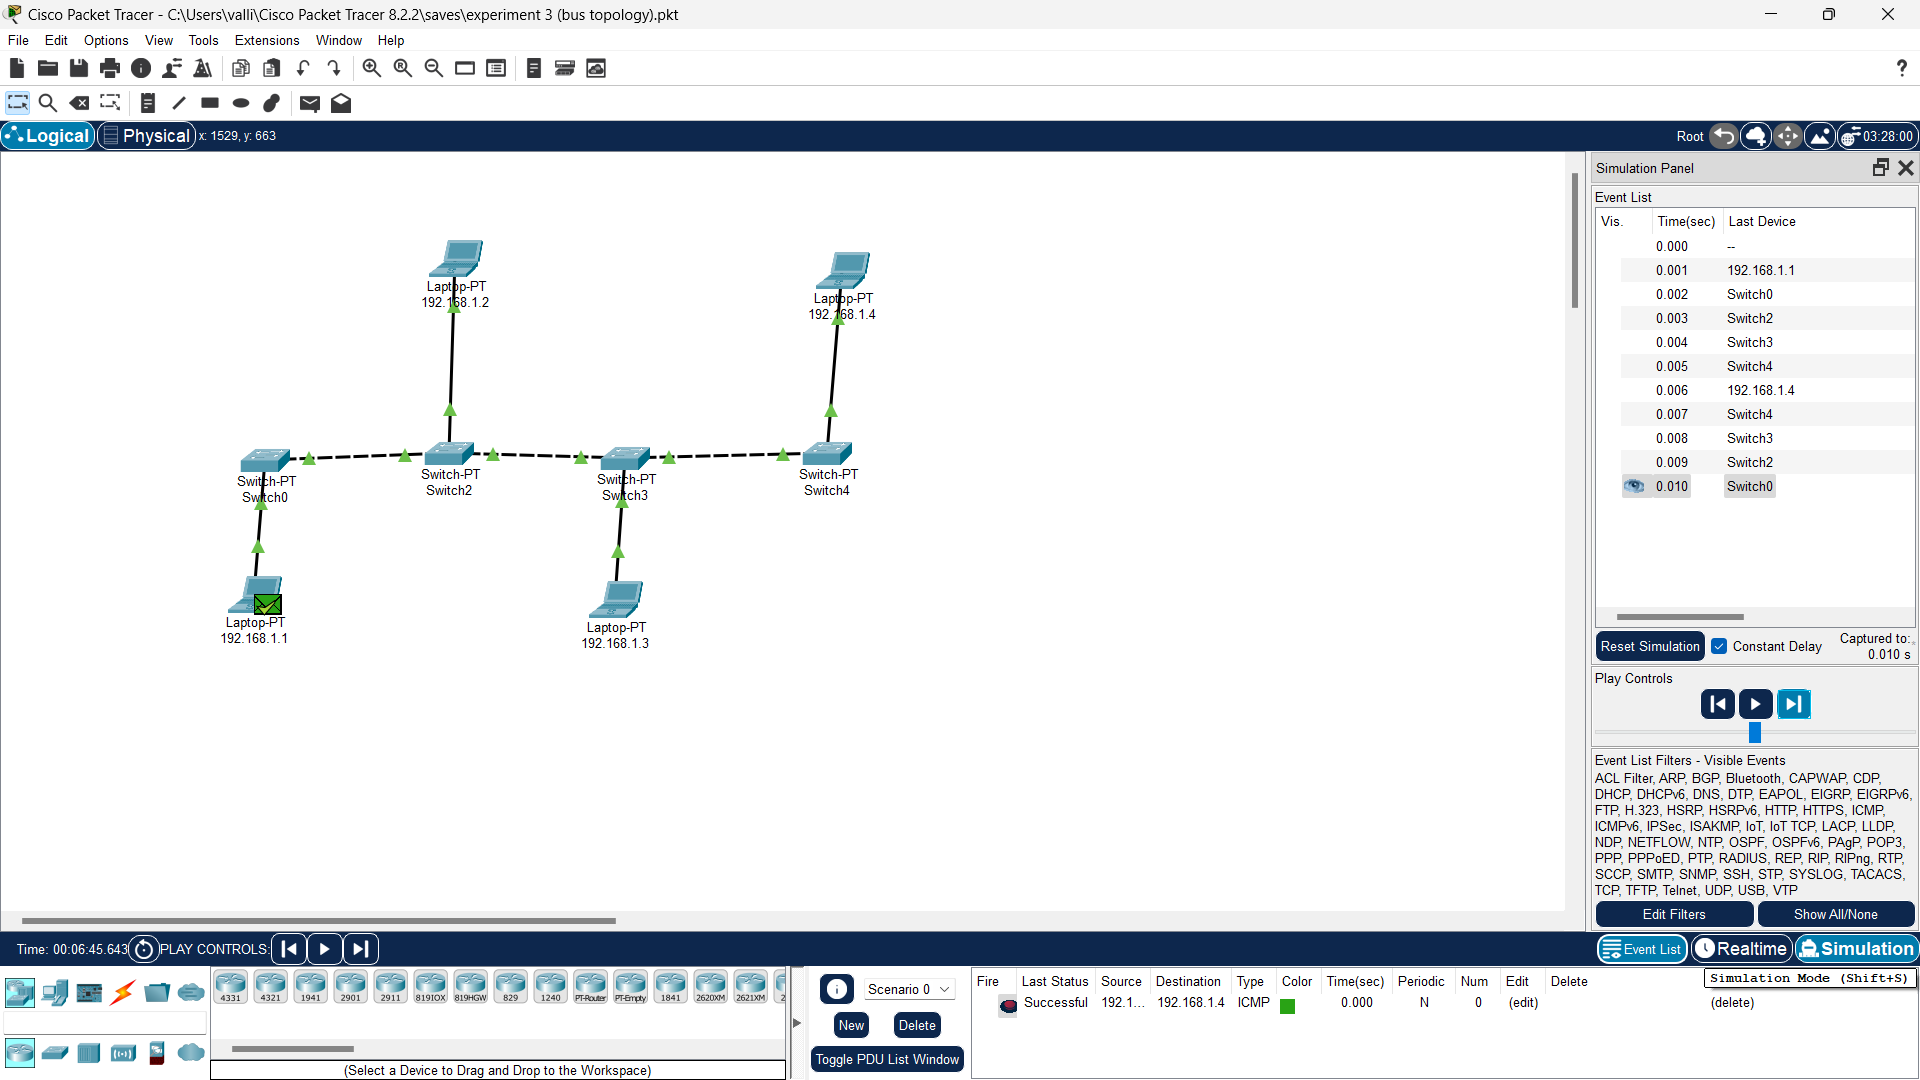 Cisco Packet Tracer - C:\Users\valli\Cisco Packet Tracer 8.2.2\saves\experiment 3 (bus topology).pkt
File Edit Options View Tools Extensions Window Help
Logical Physical x: 1529, y: 663 Root 03:28:00
Laptop-PT
192.168.1.2
Laptop-PT
192.168.1.4
Switch-PT
Switch0
Switch-PT
Switch2
Switch-PT
Switch3
Switch-PT
Switch4
Laptop-PT
192.168.1.1
Laptop-PT
192.168.1.3
Simulation Panel
Event List
Vis. Time(sec) Last Device
0.000 --
0.001 192.168.1.1
0.002 Switch0
0.003 Switch2
0.004 Switch3
0.005 Switch4
0.006 192.168.1.4
0.007 Switch4
0.008 Switch3
0.009 Switch2
0.010 Switch0
Reset Simulation Constant Delay Captured to:
0.010 s
Play Controls
Event List Filters - Visible Events
ACL Filter, ARP, BGP, Bluetooth, CAPWAP, CDP,
DHCP, DHCPv6, DNS, DTP, EAPOL, EIGRP, EIGRPv6,
FTP, H.323, HSRP, HSRPv6, HTTP, HTTPS, ICMP,
ICMPv6, IPSec, ISAKMP, IoT, IoT TCP, LACP, LLDP,
NDP, NETFLOW, NTP, OSPF, OSPFv6, PAgP, POP3,
PPP, PPPoED, PTP, RADIUS, REP, RIP, RIPng, RTP,
SCCP, SMTP, SNMP, SSH, STP, SYSLOG, TACACS,
TCP, TFTP, Telnet, UDP, USB, VTP
Edit Filters Show All/None
Time: 00:06:45.643 PLAY CONTROLS: Event List Realtime Simulation
Simulation Mode (Shift+S)
4331 4321 1941 2901 2911 819IOX 819HGW 829 1240 PT-Router PT-Empty 1841 2620XM 2621XM 2
(Select a Device to Drag and Drop to the Workspace)
Scenario 0
New Delete
Toggle PDU List Window
Fire Last Status Source Destination Type Color Time(sec) Periodic Num Edit Delete
Successful 192.1... 192.168.1.4 ICMP 0.000 N 0 (edit) (delete)